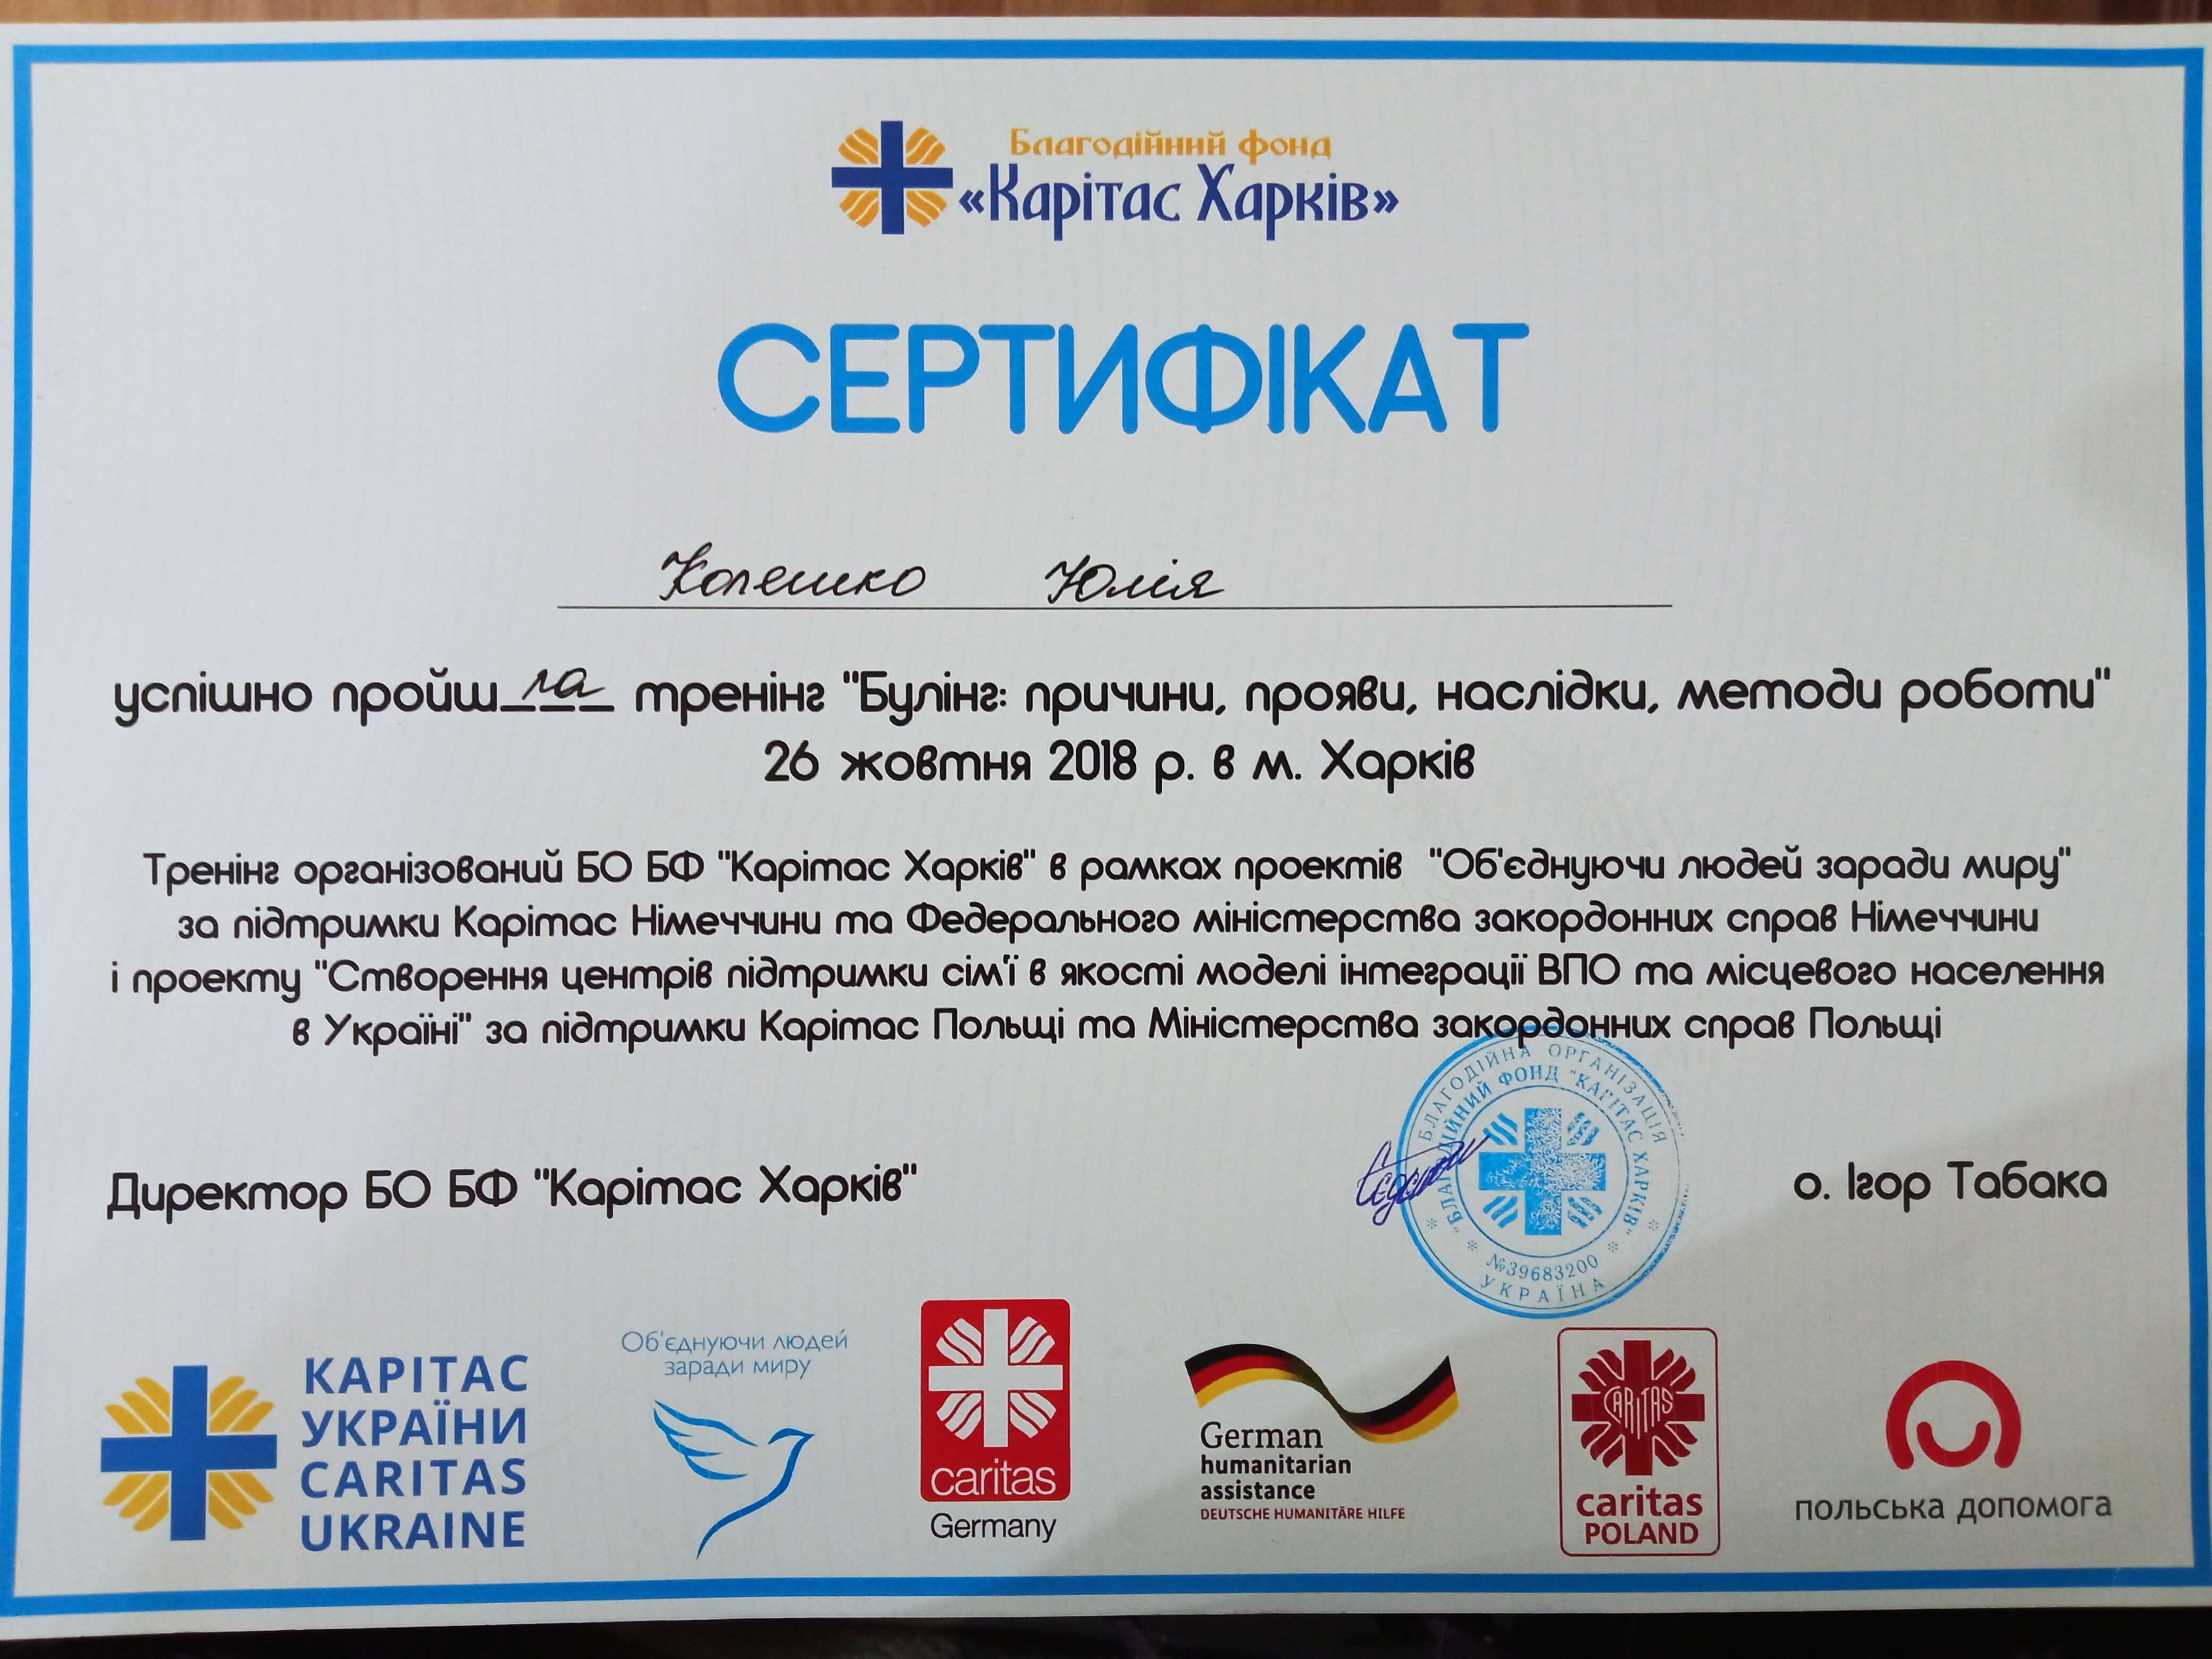 Благодійний фонд
«Карітас Харків»
СЕРТИФІКАТ
Колешко Юлія
успішно пройшла тренінг "Булінг: причини, прояви, наслідки, методи роботи"
26 жовтня 2018 р. в м. Харків
Тренінг організований БО БФ "Карітас Харків" в рамках проектів "Об'єднуючи людей заради миру"
за підтримки Карітас Німеччини та Федерального міністерства закордонних справ Німеччини
і проекту "Створення центрів підтримки сім'ї в якості моделі інтеграції ВПО та місцевого населення
в Україні" за підтримки Карітас Польщі та Міністерства закордонних справ Польщі
БЛАГОДІЙНА ОРГАНІЗАЦІЯ
"БЛАГОДІЙНИЙ ФОНД "КАРІТАС ХАРКІВ"
№39683200
УКРАЇНА
Директор БО БФ "Карітас Харків"
о. Ігор Табака
КАРІТАС
УКРАЇНИ
CARITAS
UKRAINE
Об'єднуючи людей
заради миру
caritas
Germany
German
humanitarian
assistance
DEUTSCHE HUMANITÄRE HILFE
CARITAS
caritas
POLAND
польська допомога